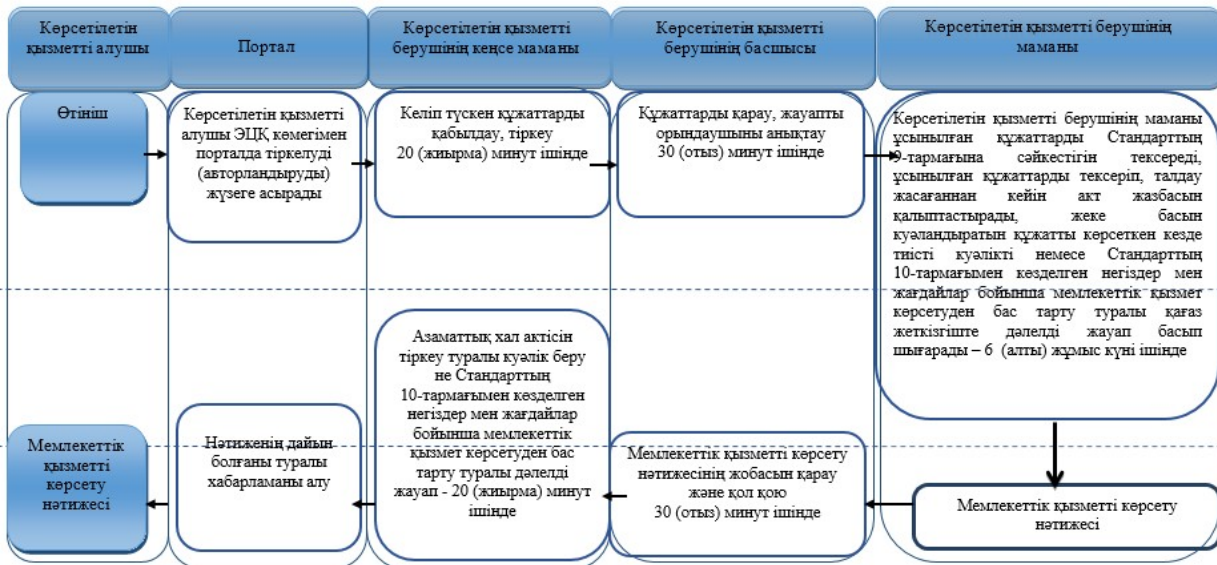 Көрсетілетін
қызметті алушы
Портал
Көрсетілетін қызметті
берушінің кеңсе маманы
Көрсетілетін қызметті
берушінің басшысы
Көрсетілетін қызметті берушінің
маманы
Өтініш
Көрсетілетін қызметті
алушы ЭЦҚ көмегімен
порталда тіркелуді
(авторландыруды)
жүзеге асырады
Келіп түскен құжаттарды
қабылдау, тіркеу
20 (жиырма) минут ішінде
Құжаттарды қарау, жауапты
орындаушыны анықтау
30 (отыз) минут ішінде
Көрсетілетін қызметті берушінің маманы
ұсынылған құжаттарды Стандарттың
9-тармағына сәйкестігін тексереді,
ұсынылған құжаттарды тексеріп, талдау
жасағаннан кейін акт жазбасын
қалыптастырады, жеке басын
куәландыратын құжатты көрсеткен кезде
тиісті куәлікті немесе Стандарттың
10-тармағымен көзделген негіздер мен
жағдайлар бойынша мемлекеттік қызмет
көрсетуден бас тарту туралы қағаз
жеткізгіште дәлелді жауап басып
шығарады – 6 (алты) жұмыс күні ішінде
Мемлекеттік
қызметті
көрсету
нәтижесі
Нәтиженің дайын
болғаны туралы
хабарламаны алу
Азаматтық хал актісін
тіркеу туралы куәлік беру
не Стандарттың
10-тармағымен көзделген
негіздер мен жағдайлар
бойынша мемлекеттік
қызмет көрсетуден бас
тарту туралы дәлелді
жауап - 20 (жиырма) минут
ішінде
Мемлекеттік қызметті көрсету
нәтижесінің жобасын қарау
және қол қою
30 (отыз) минут ішінде
Мемлекеттік қызметті көрсету
нәтижесі